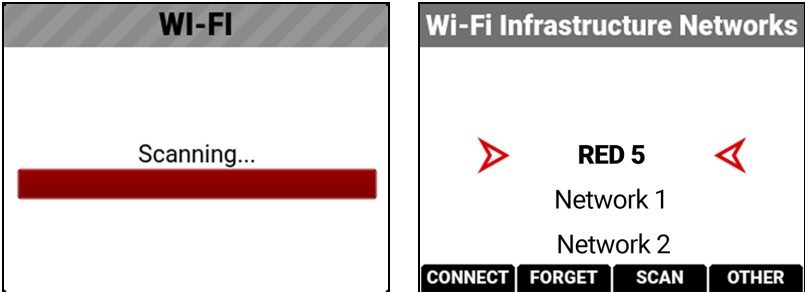 WI-FI
Scanning...
Wi-Fi Infrastructure Networks
RED 5
Network 1
Network 2
CONNECT FORGET SCAN OTHER